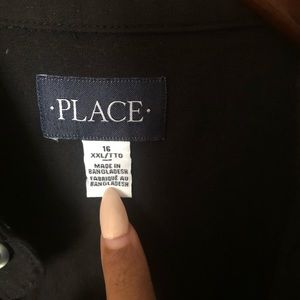 · PLACE ·
16
XXL/TTG
MADE IN
BANGLADESH
FABRIQUÉ AU
BANGLADESH